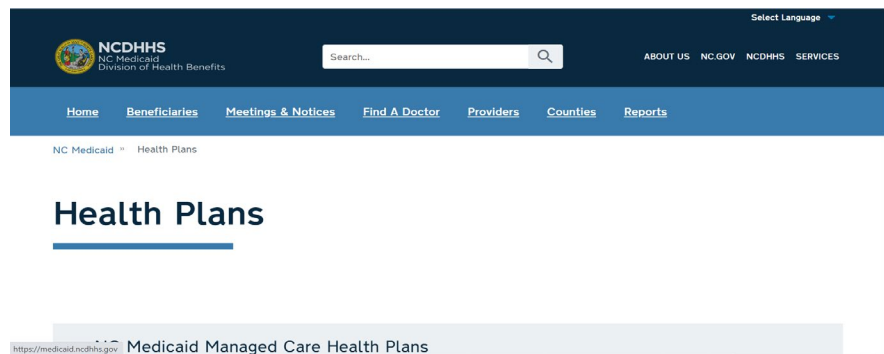 Select Language
NCDHHS
NC Medicaid
Division of Health Benefits
Search...
ABOUT US NC.GOV NCDHHS SERVICES
Home Beneficiaries Meetings & Notices Find A Doctor Providers Counties Reports
NC Medicaid » Health Plans
Health Plans
NC Medicaid Managed Care Health Plans
https://medicaid.ncdhhs.gov